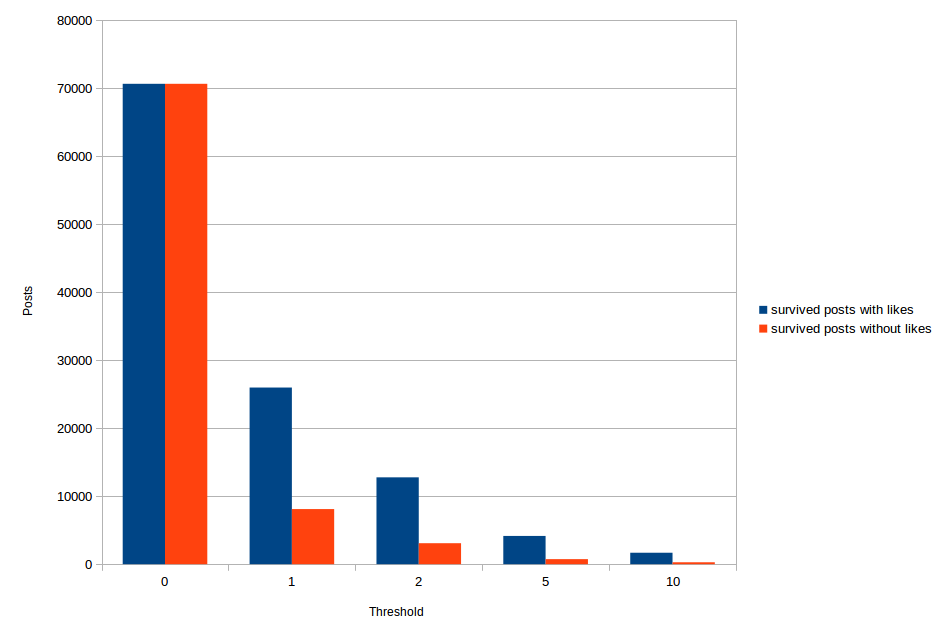 80000
70000
60000
50000
40000
30000
20000
10000
0
Posts
0 1 2 5 10
Threshold
survived posts with likes
survived posts without likes